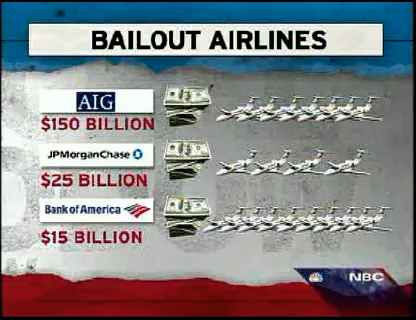 BAILOUT AIRLINES
AIG
$150 BILLION
JPMorganChase
$25 BILLION
Bank of America
$15 BILLION
NBC